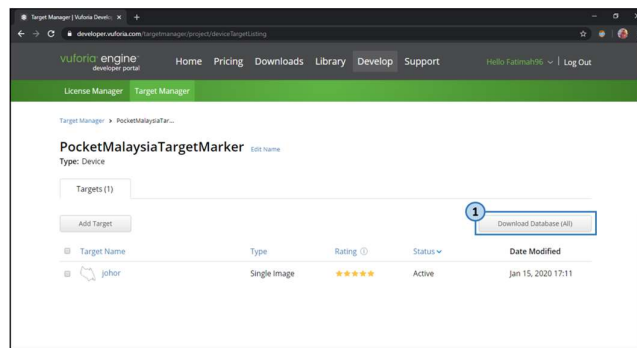 Target Manager | Vuforia Develo
developer.vuforia.com/targetmanager/project/deviceTargetListing
vuforia engine
developer portal
Home Pricing Downloads Library Develop Support Hello Fatimah96 | Log Out
License Manager Target Manager
Target Manager > PocketMalaysiaTar...
PocketMalaysiaTargetMarker Edit Name
Type: Device
Targets (1)
1
Add Target Download Database (All)
Target Name Type Rating Status Date Modified
johor Single Image Active Jan 15, 2020 17:11